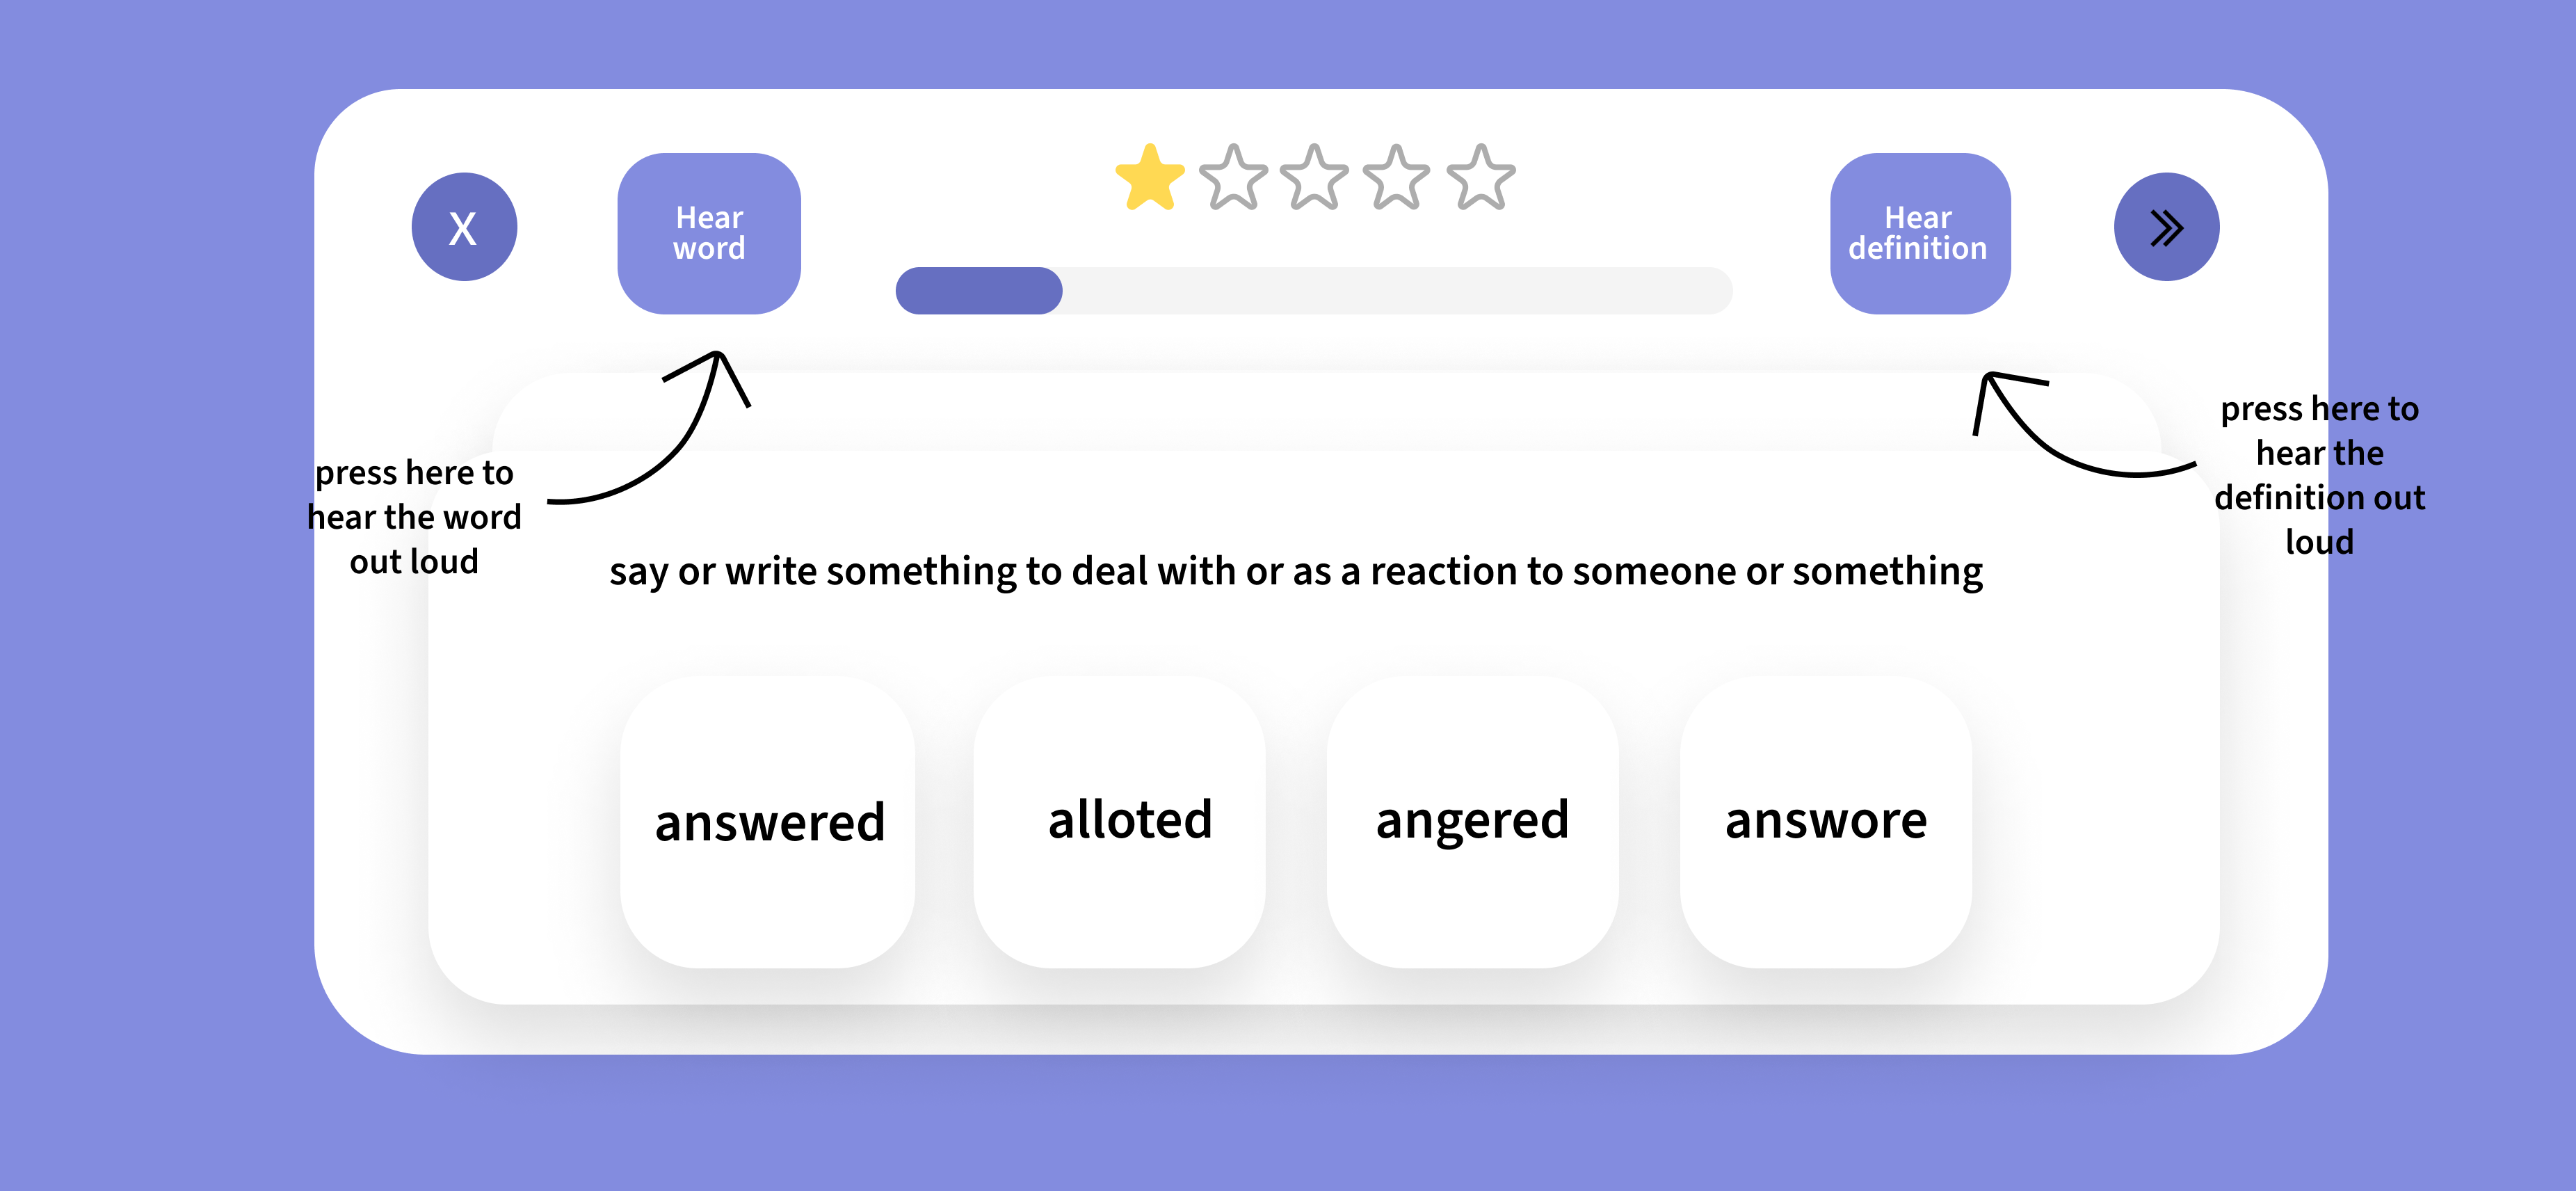 X
Hear
word
Hear
definition
press here to
hear the word
out loud
press here to
hear the
definition out
loud
say or write something to deal with or as a reaction to someone or something
answered
alloted
angered
answore